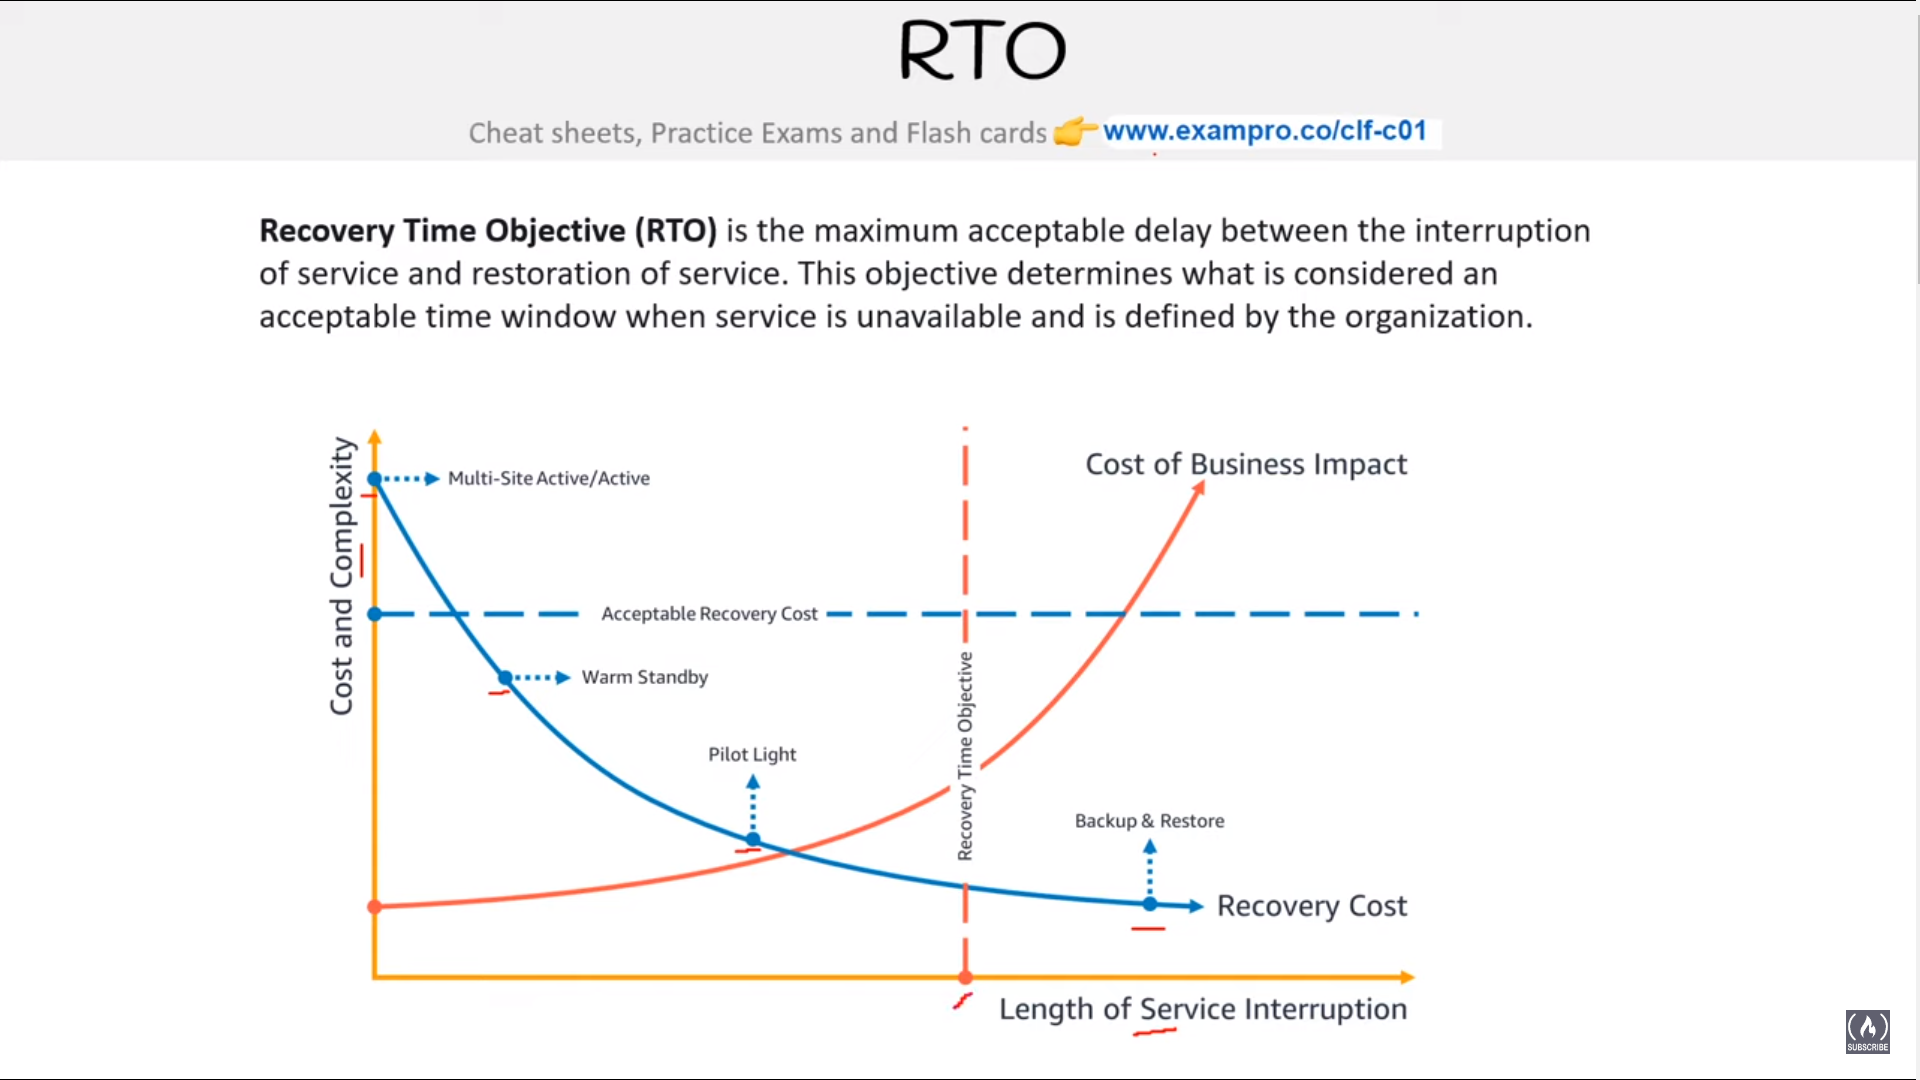 RTO
Cheat sheets, Practice Exams and Flash cards 👉 www.exampro.co/clf-c01
Recovery Time Objective (RTO) is the maximum acceptable delay between the interruption
of service and restoration of service. This objective determines what is considered an
acceptable time window when service is unavailable and is defined by the organization.
Cost and Complexity
Cost of Business Impact
Multi-Site Active/Active
Acceptable Recovery Cost
Warm Standby
Recovery Time Objective
Pilot Light
Backup & Restore
Recovery Cost
Length of Service Interruption
SUBSCRIBE